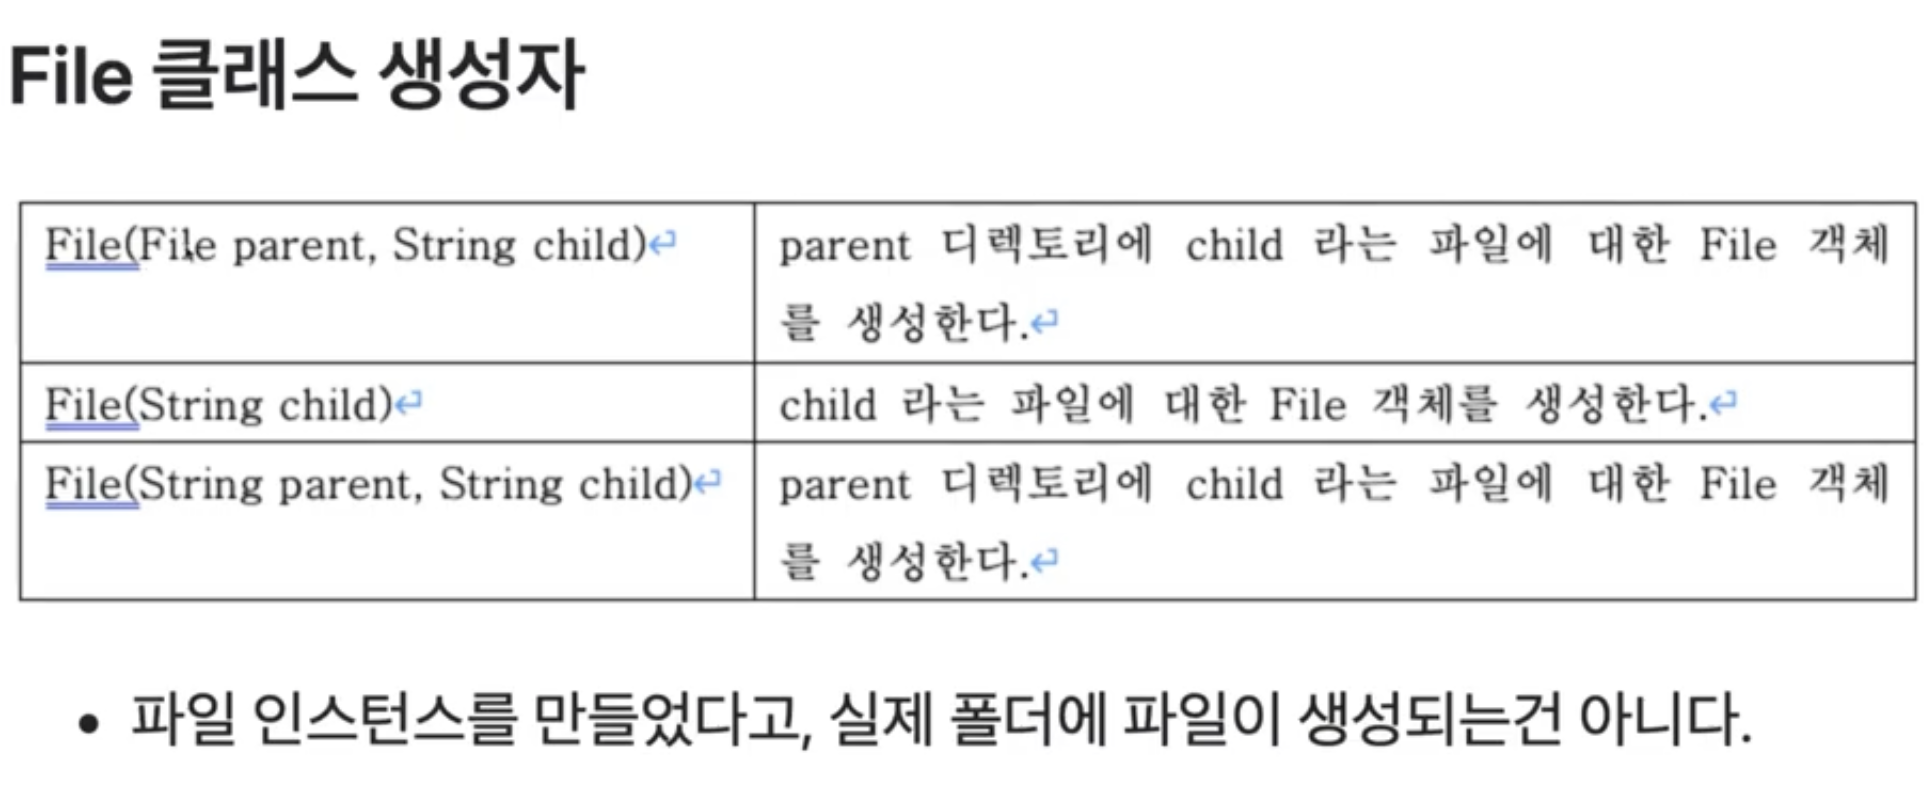 File 클래스 생성자
File(File parent, String child)↵
parent 디렉토리에 child 라는 파일에 대한 File 객체
를 생성한다.↵
File(String child)↵
child 라는 파일에 대한 File 객체를 생성한다.↵
File(String parent, String child)↵
parent 디렉토리에 child 라는 파일에 대한 File 객체
를 생성한다.↵
• 파일 인스턴스를 만들었다고, 실제 폴더에 파일이 생성되는건 아니다.